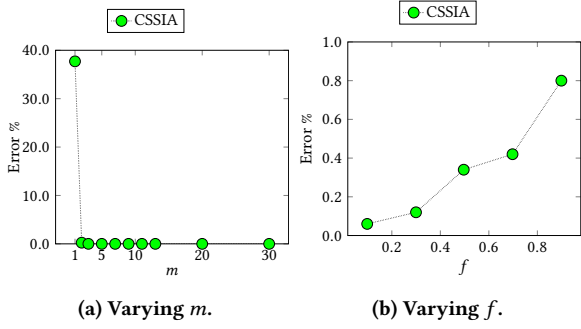 CSSIA
40.0
30.0
20.0
10.0
0.0
Error %
1 5 10 20 30
m
(a) Varying m.
CSSIA
1.0
0.8
0.6
0.4
0.2
0.0
Error %
0.2 0.4 0.6 0.8
f
(b) Varying f.